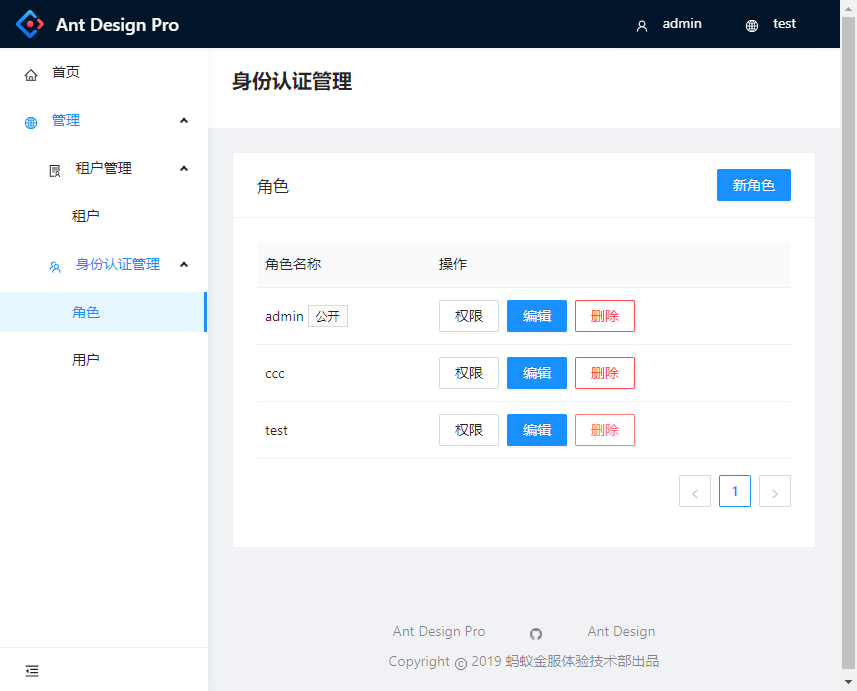 Ant Design Pro
admin
test
首页
管理
租户管理
租户
身份认证管理
角色
用户
身份认证管理
角色
新角色
角色名称 操作
admin 公开 权限 编辑 删除
ccc 权限 编辑 删除
test 权限 编辑 删除
< 1 >
Ant Design Pro Ant Design
Copyright © 2019 蚂蚁金服体验技术部出品